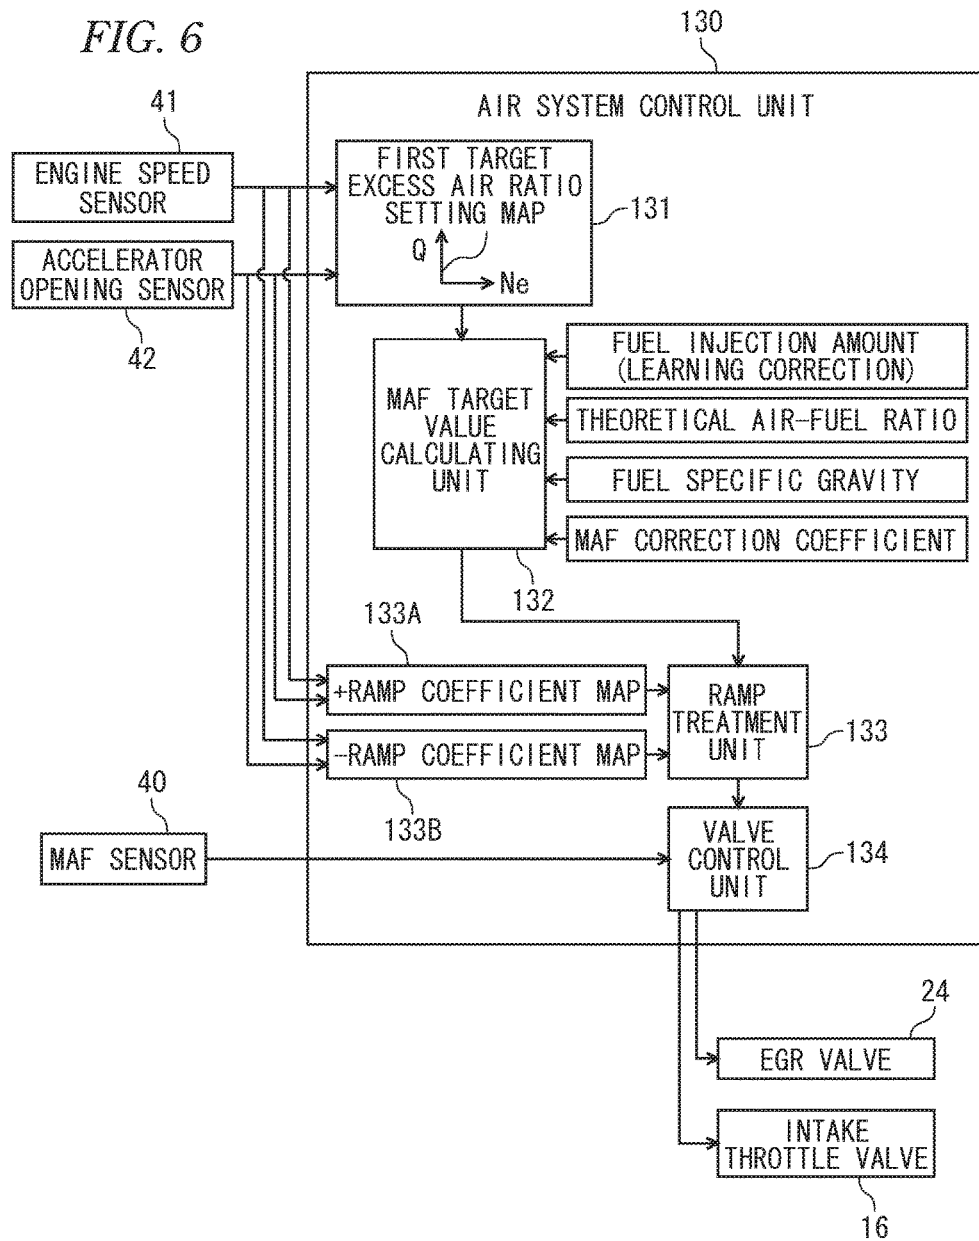 FIG. 6
130
AIR SYSTEM CONTROL UNIT
41
ENGINE SPEED
SENSOR
FIRST TARGET
EXCESS AIR RATIO
SETTING MAP
Q
Ne
131
ACCELERATOR
OPENING SENSOR
42
MAF TARGET
VALUE
CALCULATING
UNIT
132
FUEL INJECTION AMOUNT
(LEARNING CORRECTION)
THEORETICAL AIR-FUEL RATIO
FUEL SPECIFIC GRAVITY
MAF CORRECTION COEFFICIENT
133A
+RAMP COEFFICIENT MAP
-RAMP COEFFICIENT MAP
133B
RAMP
TREATMENT
UNIT
133
40
MAF SENSOR
VALVE
CONTROL
UNIT
134
24
EGR VALVE
INTAKE
THROTTLE VALVE
16